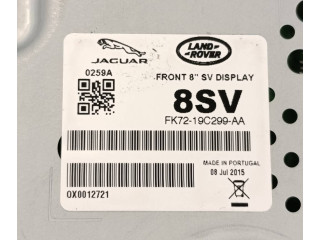 JAGUAR
LAND
ROVER
0259A
FRONT 8" SV DISPLAY
8SV
FK72-19C299-AA
MADE IN PORTUGAL
08 Jul 2015
OX0012721